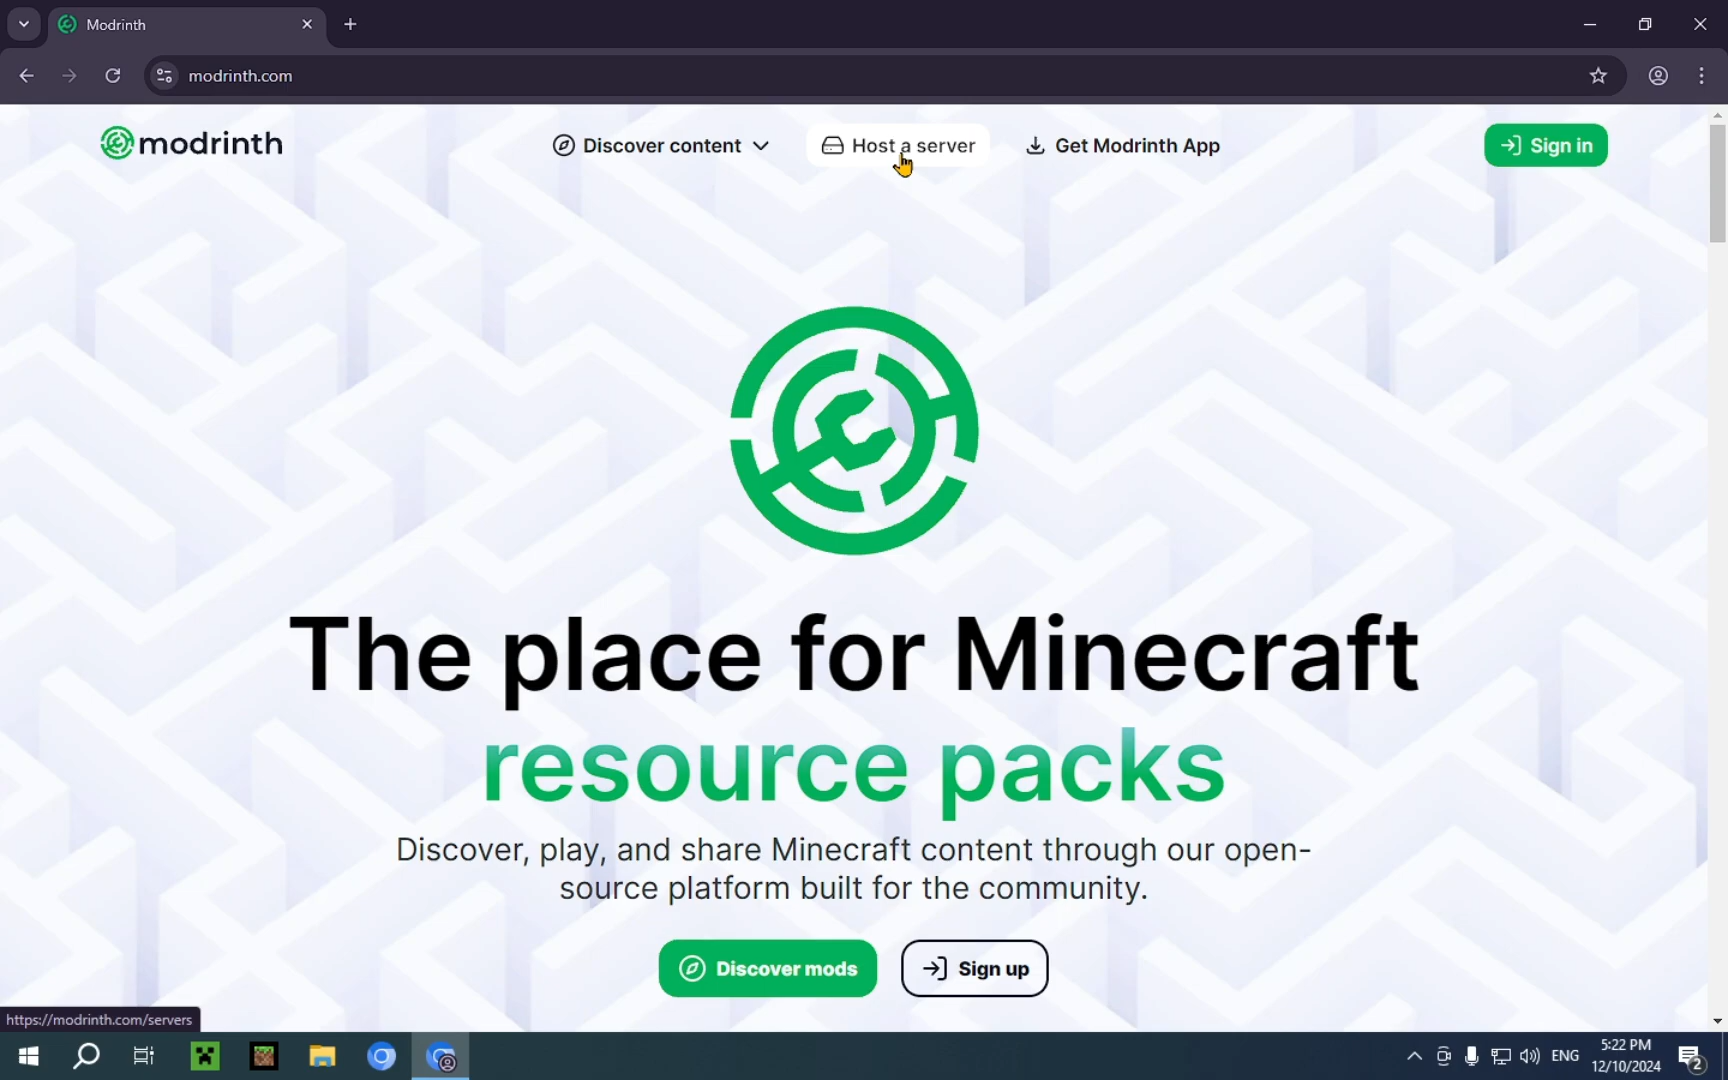 Modrinth
modrinth.com
modrinth
Discover content
Host a server
Get Modrinth App
Sign in
The place for Minecraft
resource packs
Discover, play, and share Minecraft content through our open-
source platform built for the community.
Discover mods
Sign up
https://modrinth.com/servers
ENG
5:22 PM
12/10/2024
2